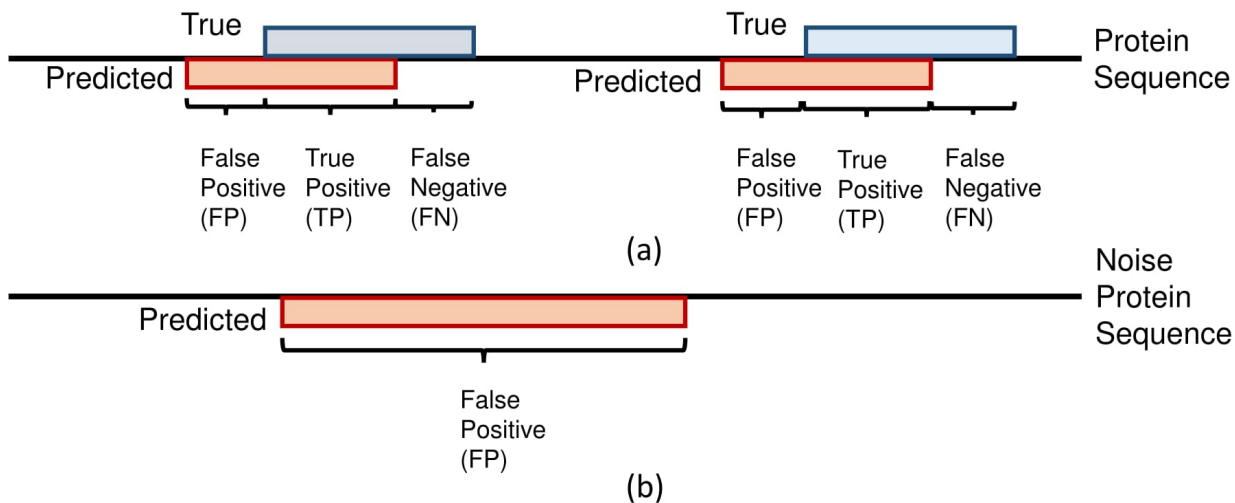 True
True
Protein
Sequence
Predicted
Predicted
False
Positive
(FP)
True
Positive
(TP)
False
Negative
(FN)
False
Positive
(FP)
True
Positive
(TP)
False
Negative
(FN)
(a)
Noise
Protein
Sequence
Predicted
False
Positive
(FP)
(b)